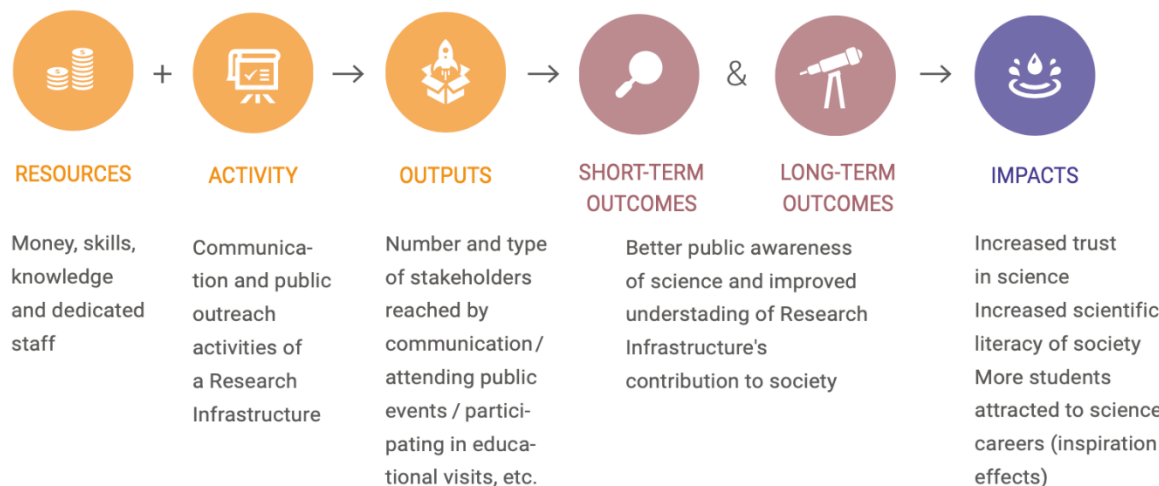 +
&
RESOURCES
ACTIVITY
OUTPUTS
SHORT-TERM
OUTCOMES
LONG-TERM
OUTCOMES
IMPACTS
Money, skills,
knowledge
and dedicated
staff
Communica-
tion and public
outreach
activities of
a Research
Infrastructure
Number and type
of stakeholders
reached by
communication /
attending public
events / partici-
pating in educa-
tional visits, etc.
Better public awareness
of science and improved
understading of Research
Infrastructure's
contribution to society
Increased trust
in science
Increased scientific
literacy of society
More students
attracted to science
careers (inspiration
effects)